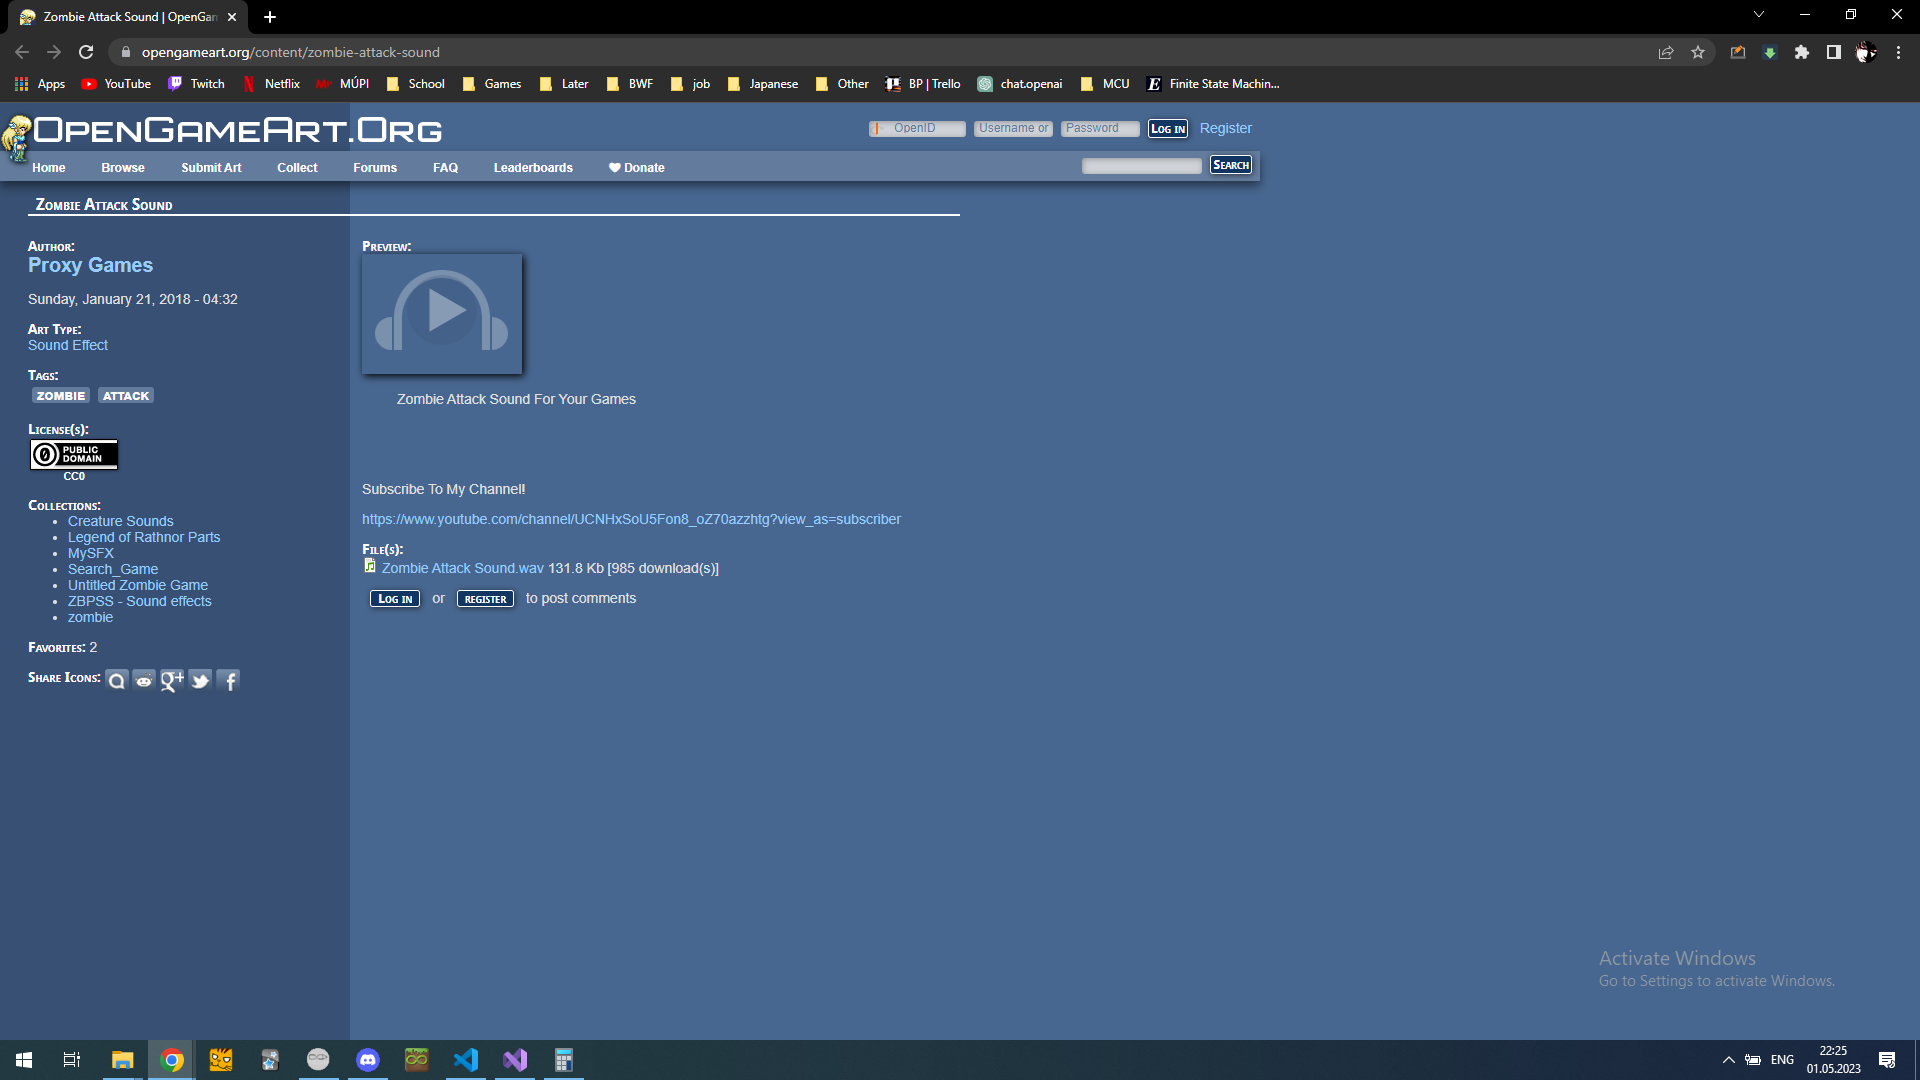 Zombie Attack Sound | OpenGam
opengameart.org/content/zombie-attack-sound
Apps YouTube Twitch Netflix MÚPI School Games Later BWF job Japanese Other BP | Trello chat.openai MCU Finite State Machin...
OpenGameArt.Org
OpenID Username or Password Log in Register
Home Browse Submit Art Collect Forums FAQ Leaderboards Donate Search
Zombie Attack Sound
Author:
Proxy Games
Sunday, January 21, 2018 - 04:32
Art Type:
Sound Effect
Tags:
ZOMBIE ATTACK
License(s):
PUBLIC
DOMAIN
CC0
Collections:
Creature Sounds
Legend of Rathnor Parts
MySFX
Search_Game
Untitled Zombie Game
ZBPSS - Sound effects
zombie
Favorites: 2
Share Icons:
Preview:
Zombie Attack Sound For Your Games
Subscribe To My Channel!
https://www.youtube.com/channel/UCNHxSoU5Fon8_oZ70azzhtg?view_as=subscriber
File(s):
Zombie Attack Sound.wav 131.8 Kb [985 download(s)]
Log in or register to post comments
Activate Windows
Go to Settings to activate Windows.
ENG
22:25
01.05.2023